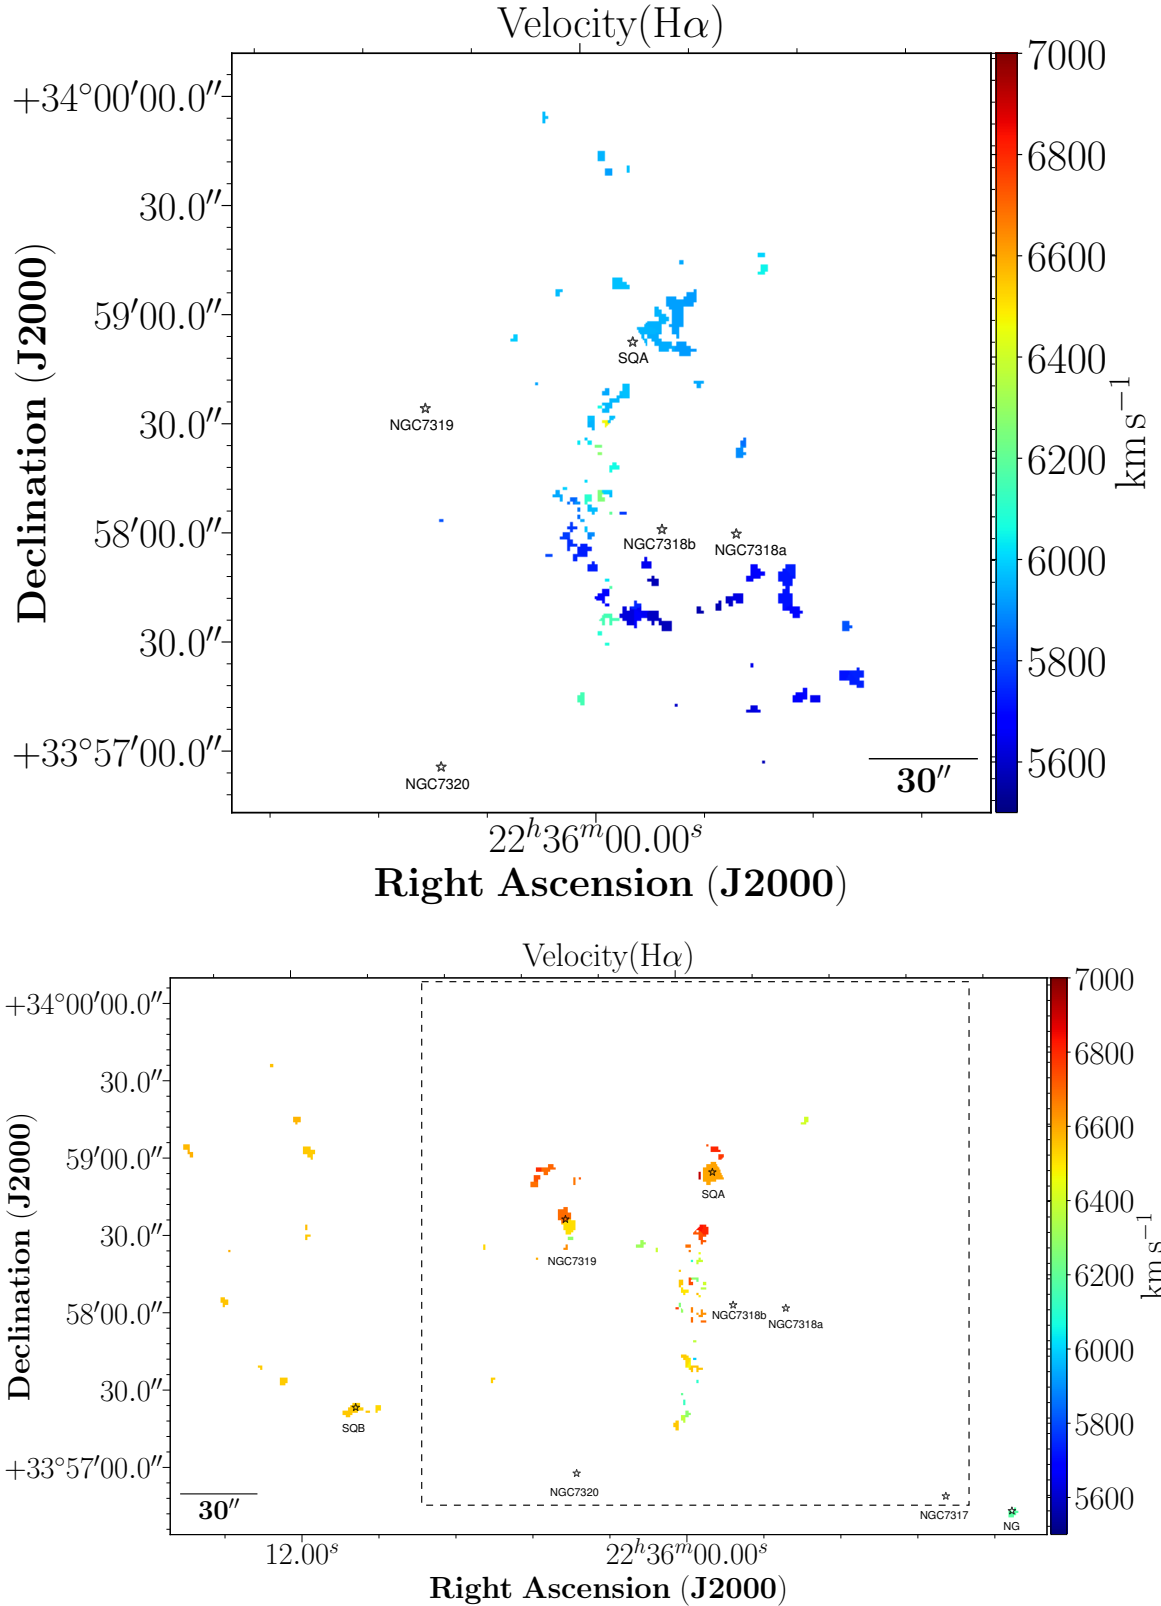 Velocity(Hα)
+34°00′00.0″
30.0″
59′00.0″
30.0″
58′00.0″
30.0″
+33°57′00.0″
Declination (J2000)
SQA
NGC7319
NGC7318b
NGC7318a
NGC7320
30″
22ʰ36ᵐ00.00ˢ
Right Ascension (J2000)
7000
6800
6600
6400
6200
6000
5800
5600
km s⁻¹
Velocity(Hα)
+34°00′00.0″
30.0″
59′00.0″
30.0″
58′00.0″
30.0″
+33°57′00.0″
Declination (J2000)
SQA
NGC7319
NGC7318b
NGC7318a
SQB
NGC7320
NGC7317
NG
30″
12.00ˢ
22ʰ36ᵐ00.00ˢ
Right Ascension (J2000)
7000
6800
6600
6400
6200
6000
5800
5600
km s⁻¹